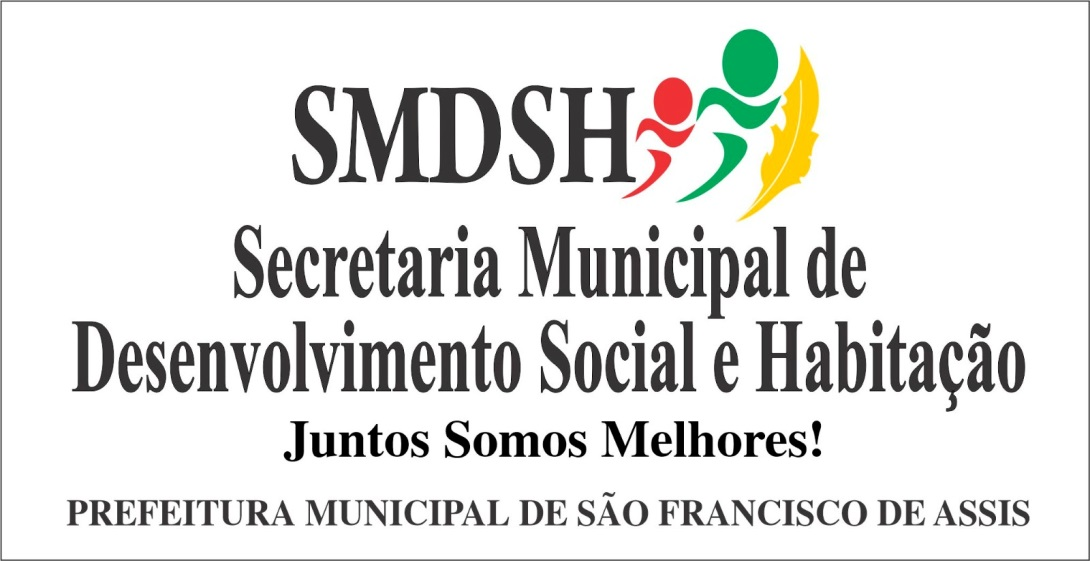 SMDSH
Secretaria Municipal de
Desenvolvimento Social e Habitação
Juntos Somos Melhores!
PREFEITURA MUNICIPAL DE SÃO FRANCISCO DE ASSIS